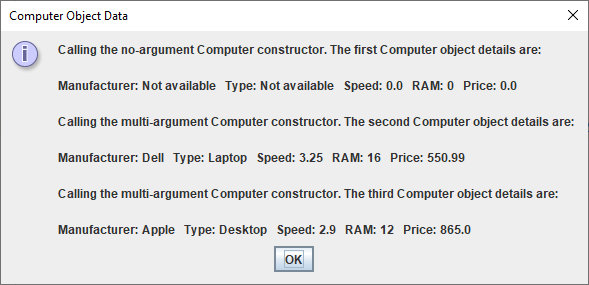 Computer Object Data
Calling the no-argument Computer constructor. The first Computer object details are:
Manufacturer: Not available   Type: Not available   Speed: 0.0   RAM: 0   Price: 0.0
Calling the multi-argument Computer constructor. The second Computer object details are:
Manufacturer: Dell   Type: Laptop   Speed: 3.25   RAM: 16   Price: 550.99
Calling the multi-argument Computer constructor. The third Computer object details are:
Manufacturer: Apple   Type: Desktop   Speed: 2.9   RAM: 12   Price: 865.0
OK